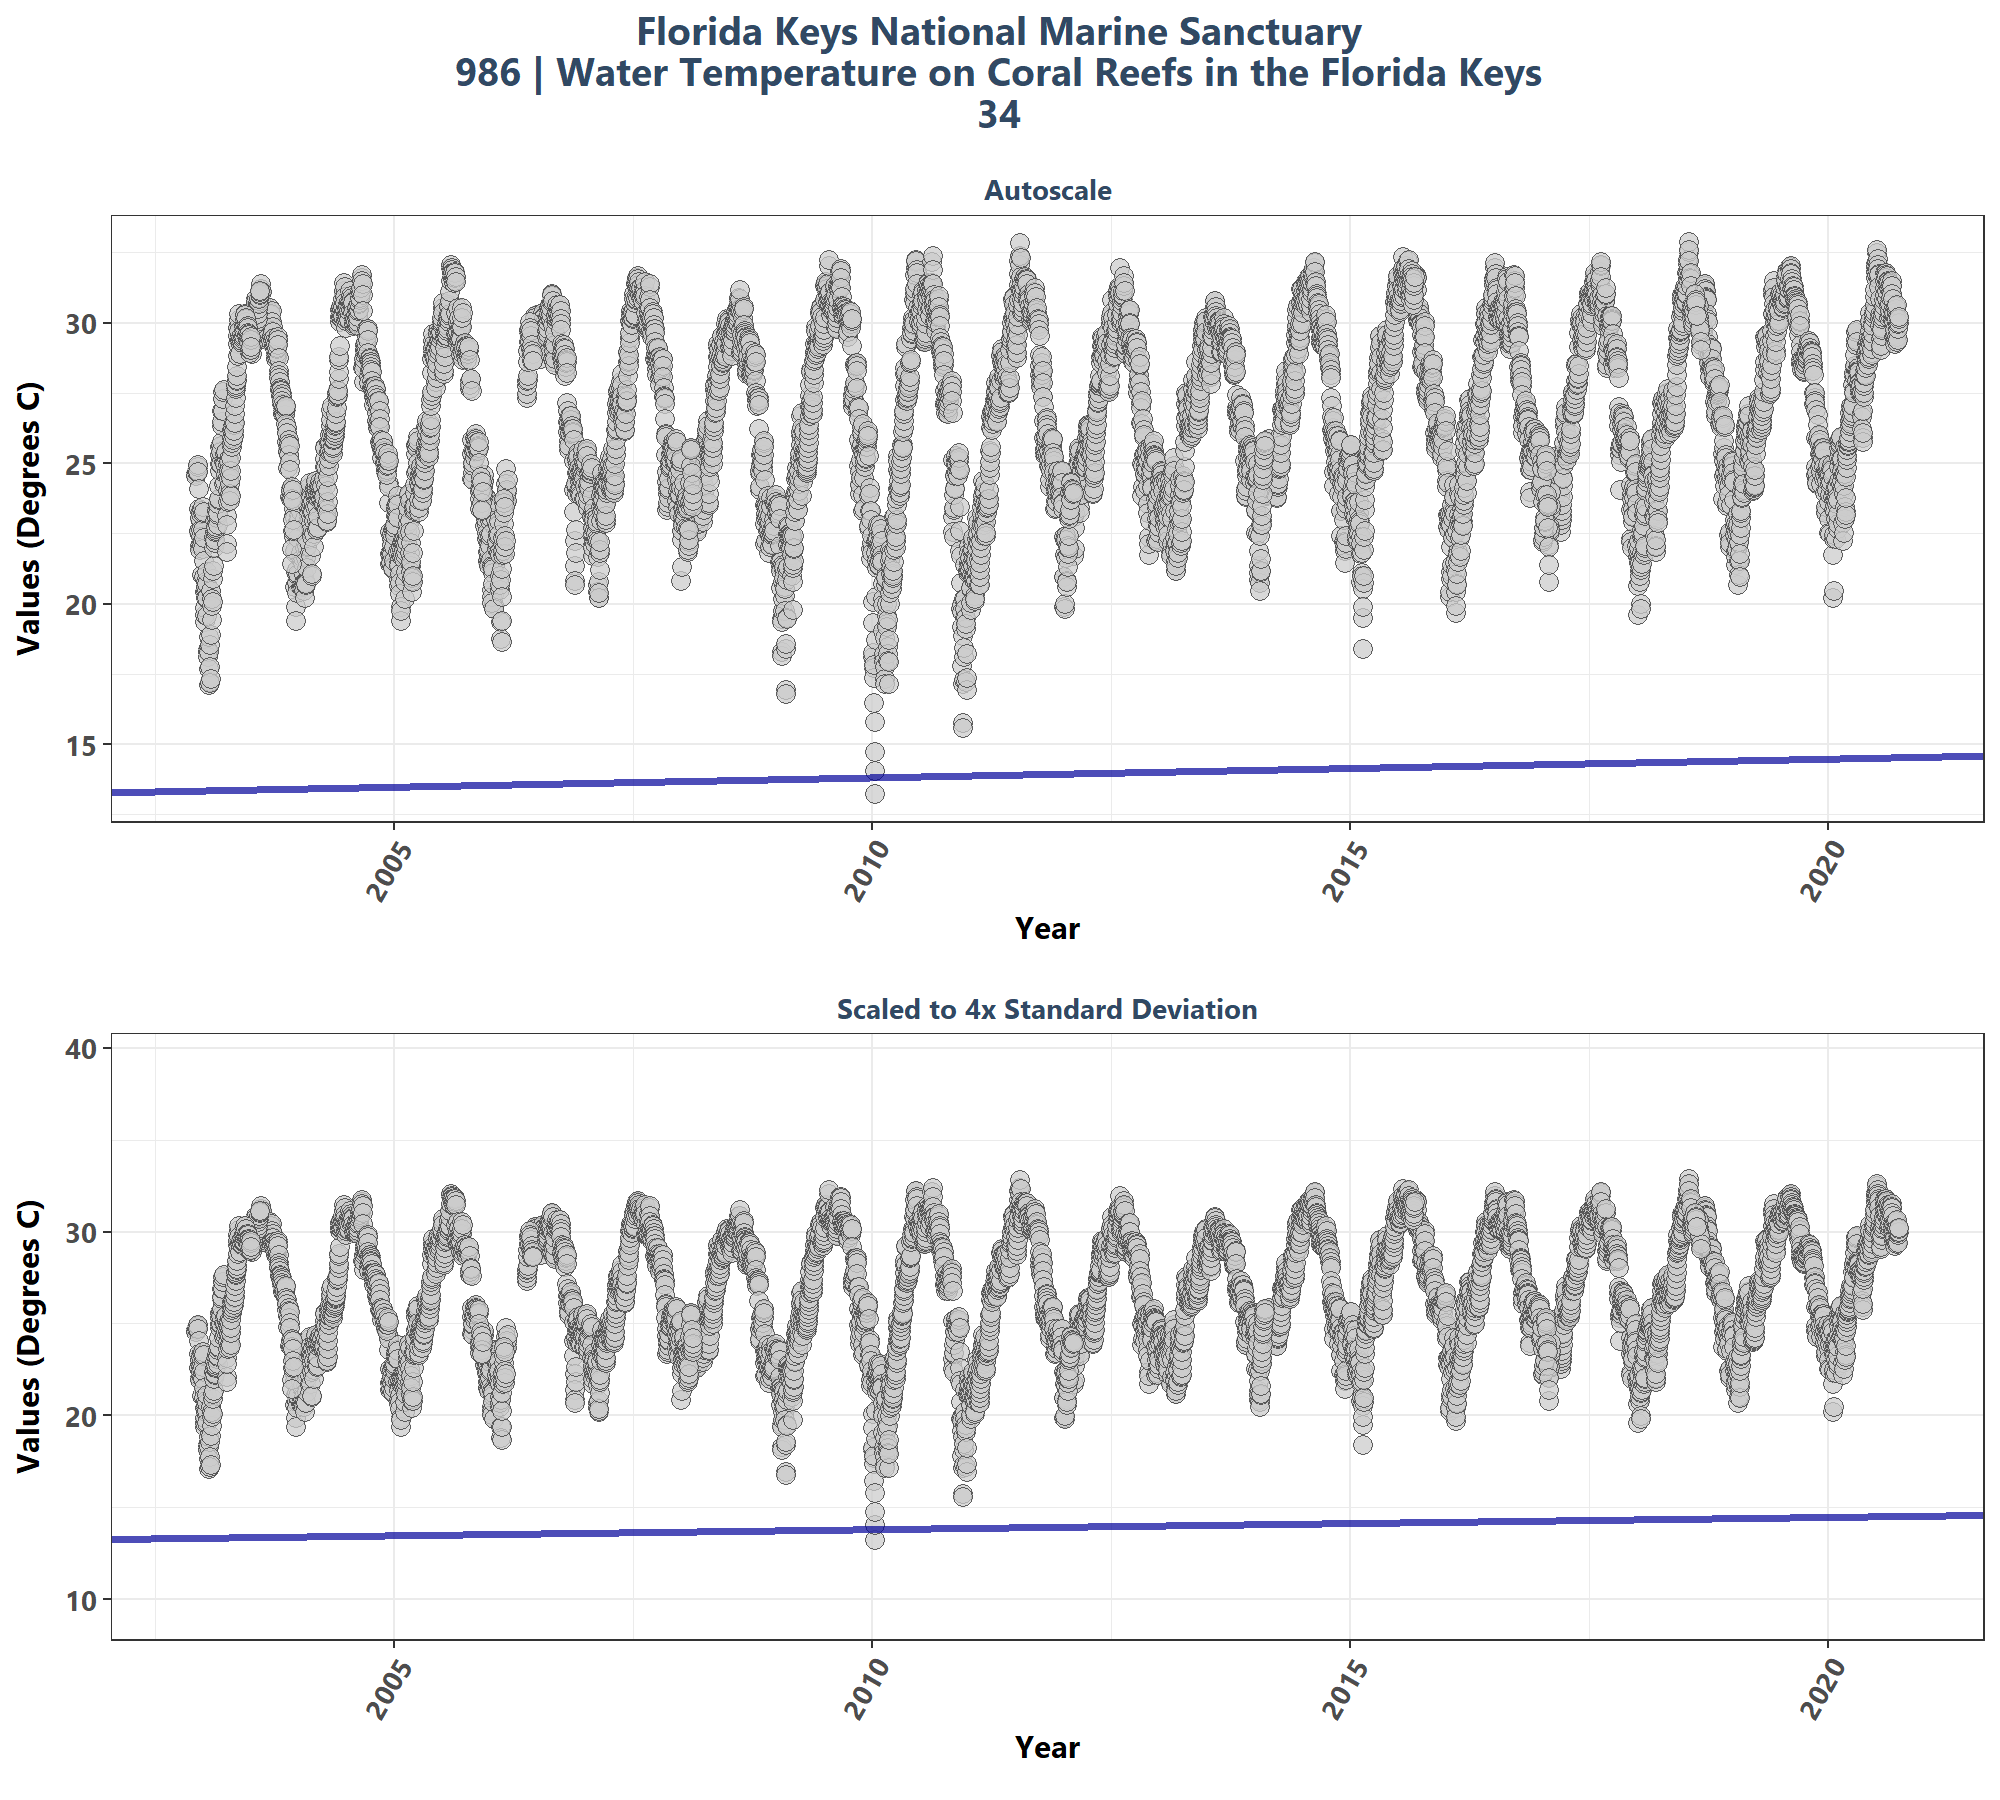 Florida Keys National Marine Sanctuary
986 | Water Temperature on Coral Reefs in the Florida Keys
34
Autoscale
Values (Degrees C)
30
25
20
15
2005
2010
2015
2020
Year
Scaled to 4x Standard Deviation
Values (Degrees C)
40
30
20
10
2005
2010
2015
2020
Year